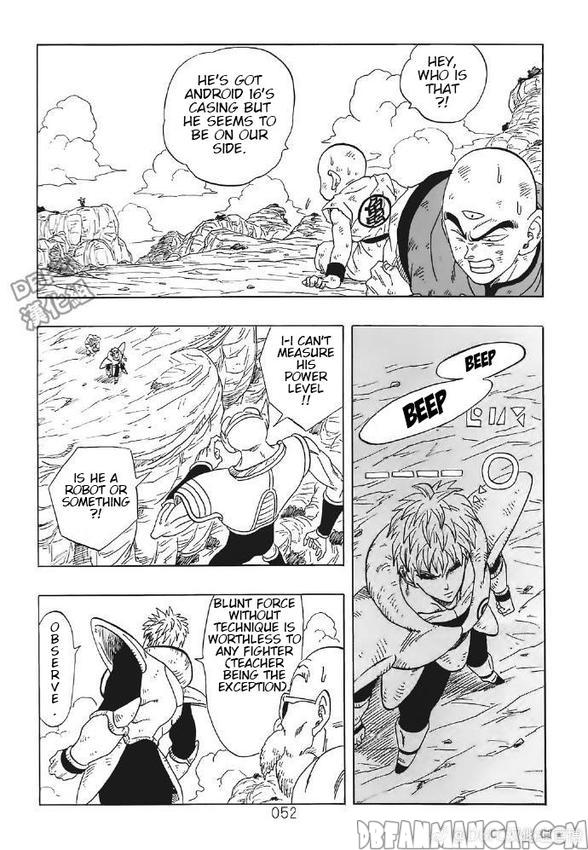 HEY,
WHO IS
THAT
?!
HE'S GOT
ANDROID 16'S
CASING BUT
HE SEEMS
TO BE
ON OUR
SIDE.
I-I CAN'T
MEASURE
HIS
POWER
LEVEL
!!
IS HE A
ROBOT OR
SOMETHING
?!
BEEP
BEEP
BLUNT FORCE
WITHOUT
TECHNIQUE IS
WORTHLESS TO
ANY FIGHTER
(TEACHER
BEING THE
EXCEPTION).
OBSERVE.
052
DBFANMANGA.COM